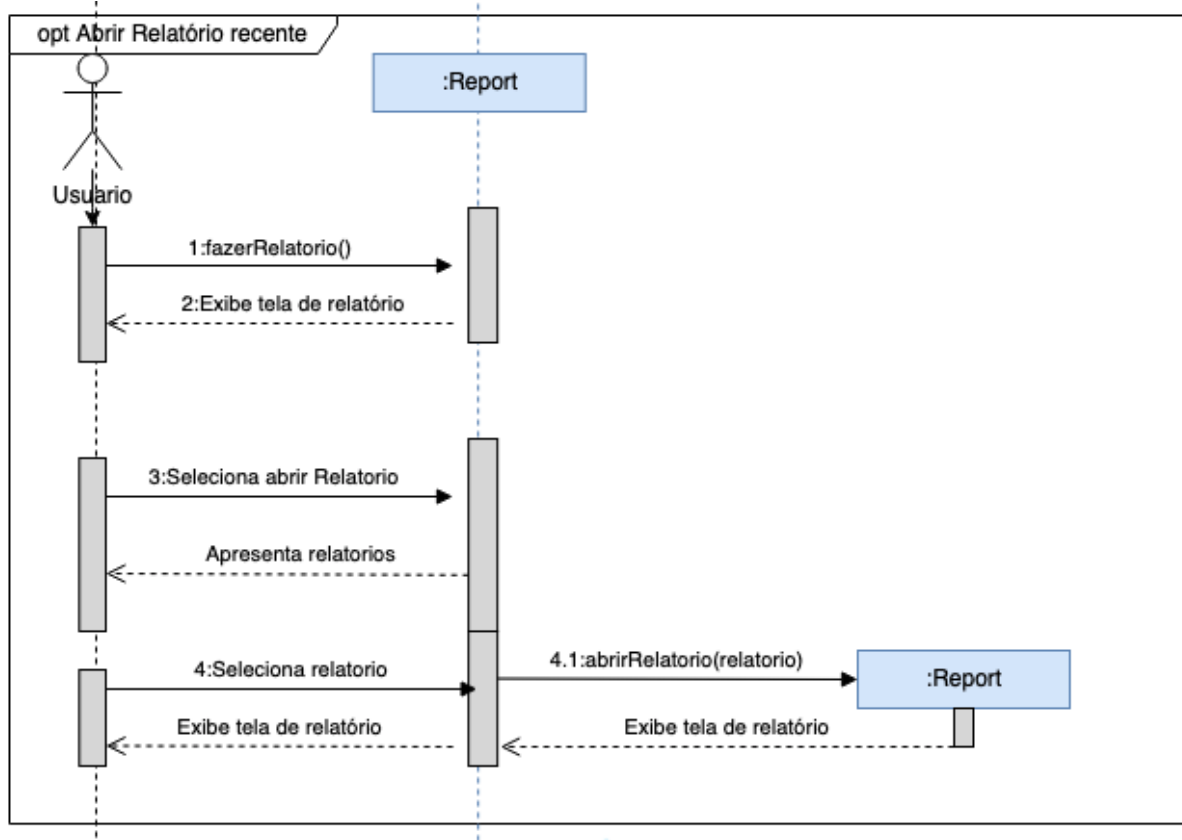 opt Abrir Relatório recente
:Report
Usuario
1:fazerRelatorio()
2:Exibe tela de relatório
3:Seleciona abrir Relatorio
Apresenta relatorios
4:Seleciona relatorio
4.1:abrirRelatorio(relatorio)
:Report
Exibe tela de relatório
Exibe tela de relatório